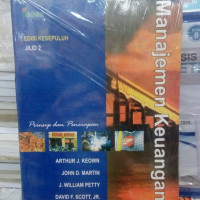 EDISI KESEPULUH
JILID 2
Manajemen Keuangan
Prinsip dan Penerapan
ARTHUR J. KEOWN
JOHN D. MARTIN
J. WILLIAM PETTY
DAVID F. SCOTT, JR.